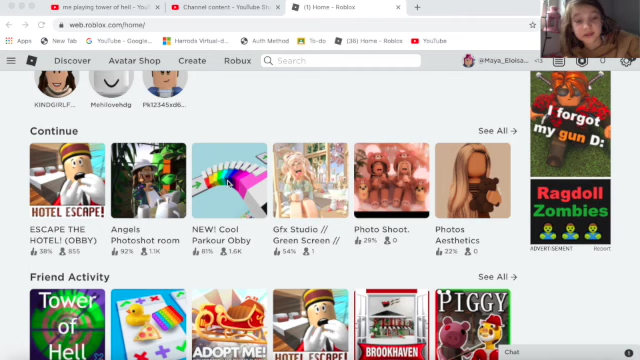 me playing tower of hell -
Channel content - YouTube
(1) Home - Roblox
web.roblox.com/home/
Apps
New Tab
YouTube
Google
Hamods Virtual-d
Auth Method
To-do
(36) Home - Roblox
YouTube
Discover
Avatar Shop
Create
Robux
Search
@Maya_Eloisa...
<13
0
KINDGIRLF...
Mehilovehdg
Pk12345xd6...
Continue
See All →
HOTEL ESCAPE!
ESCAPE THE HOTEL! (OBBY)
38% 855
Angels Photoshot room
92% 1.1K
NEW! Cool Parkour Obby
81% 1.6K
Gfx Studio // Green Screen //
54% 1
Photo Shoot.
29% 0
Photos Aesthetics
22% 0
I forgot
my gun D:
Ragdoll
Zombies
ADVERTISEMENT
Report
Friend Activity
See All →
Tower
of
Hell
ADOPT ME!
HOTEL ESCAPE!
BROOKHAVEN
PIGGY
Chat